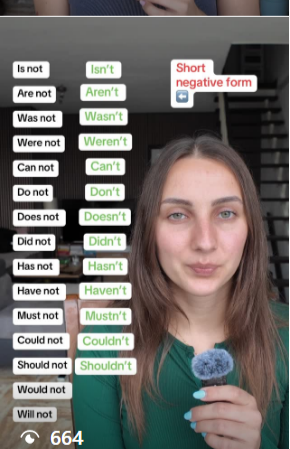 Is not Isn't
Are not Aren't
Was not Wasn't
Were not Weren't
Can not Can't
Do not Don't
Does not Doesn't
Did not Didn't
Has not Hasn't
Have not Haven't
Must not Mustn't
Could not Couldn't
Should not Shouldn't
Would not
Will not
Short
negative form
664